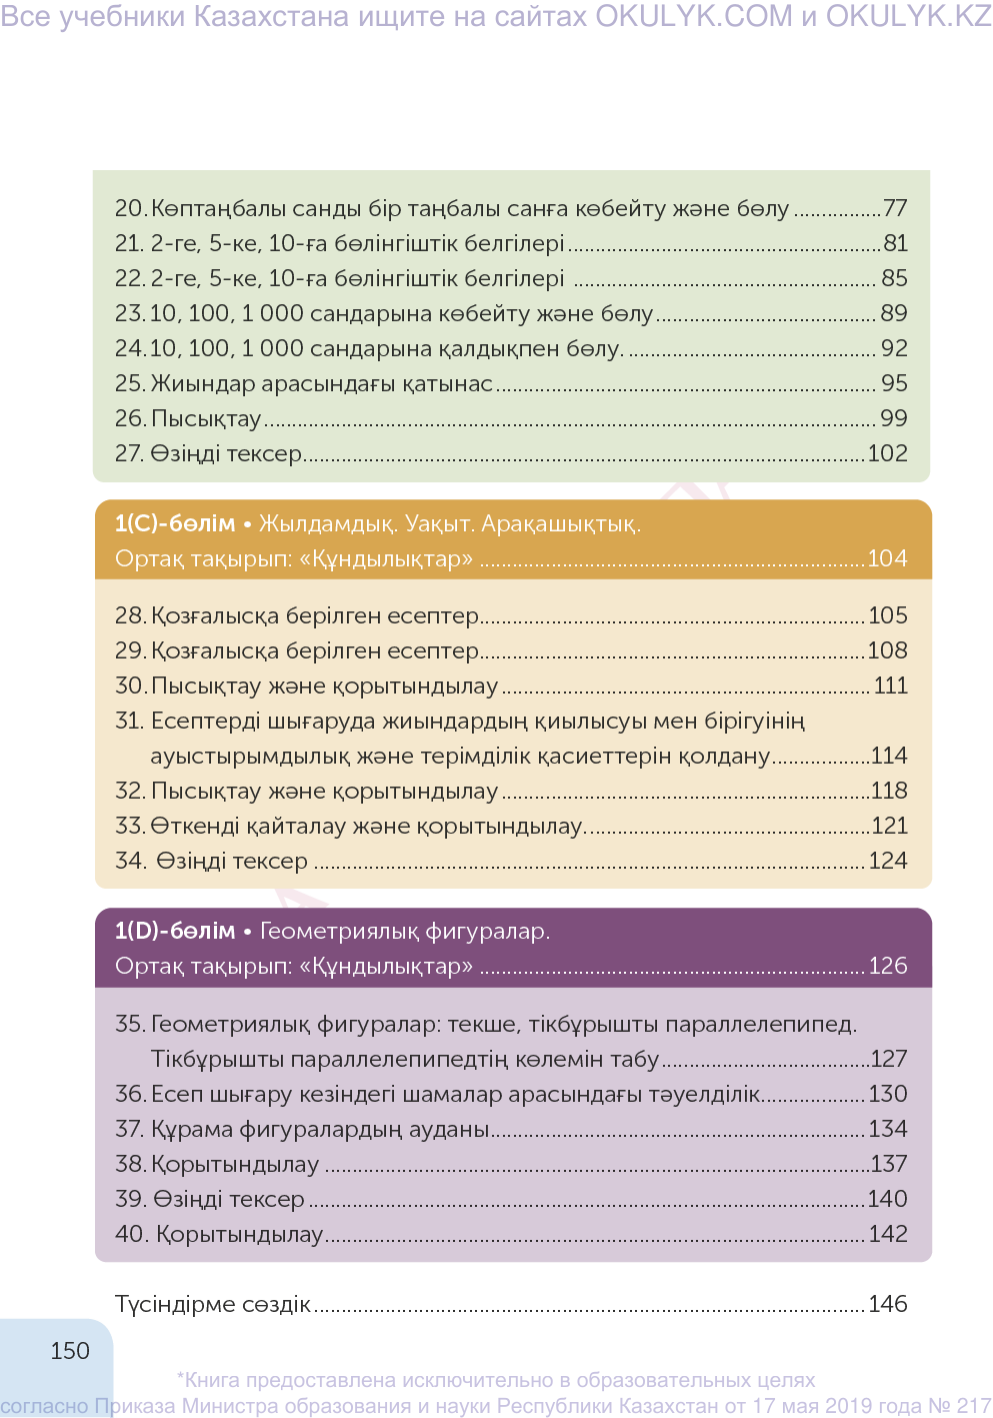 Все учебники Казахстана ищите на сайтах OKULYK.COM и OKULYK.KZ
20. Көптаңбалы санды бір таңбалы санға көбейту және бөлу ................77
21. 2-ге, 5-ке, 10-ға бөлінгіштік белгілері.........................................................81
22. 2-ге, 5-ке, 10-ға бөлінгіштік белгілері ....................................................... 85
23. 10, 100, 1 000 сандарына көбейту және бөлу........................................ 89
24. 10, 100, 1 000 сандарына қалдықпен бөлу. ............................................. 92
25. Жиындар арасындағы қатынас..................................................................... 95
26. Пысықтау............................................................................................................... 99
27. Өзіңді тексер......................................................................................................102
1(C)-бөлім • Жылдамдық. Уақыт. Арақашықтық.
Ортақ тақырып: «Құндылықтар» ......................................................................104
28. Қозғалысқа берілген есептер......................................................................105
29. Қозғалысқа берілген есептер......................................................................108
30. Пысықтау және қорытындылау................................................................... 111
31. Есептерді шығаруда жиындардың қиылысуы мен бірігуінің
ауыстырымдылық және терімділік қасиеттерін қолдану..................114
32. Пысықтау және қорытындылау...................................................................118
33. Өткенді қайталау және қорытындылау....................................................121
34. Өзіңді тексер .................................................................................................... 124
1(D)-бөлім • Геометриялық фигуралар.
Ортақ тақырып: «Құндылықтар» ...................................................................... 126
35. Геометриялық фигуралар: текше, тікбұрышты параллелепипед.
Тікбұрышты параллелепипедтің көлемін табу......................................127
36. Есеп шығару кезіндегі шамалар арасындағы тәуелділік................... 130
37. Құрама фигуралардың ауданы.................................................................... 134
38. Қорытындылау ...................................................................................................137
39. Өзіңді тексер .....................................................................................................140
40. Қорытындылау.................................................................................................. 142
Түсіндірме сөздік.................................................................................................... 146
150
*Книга предоставлена исключительно в образовательных целях
согласно Приказа Министра образования и науки Республики Казахстан от 17 мая 2019 года № 217